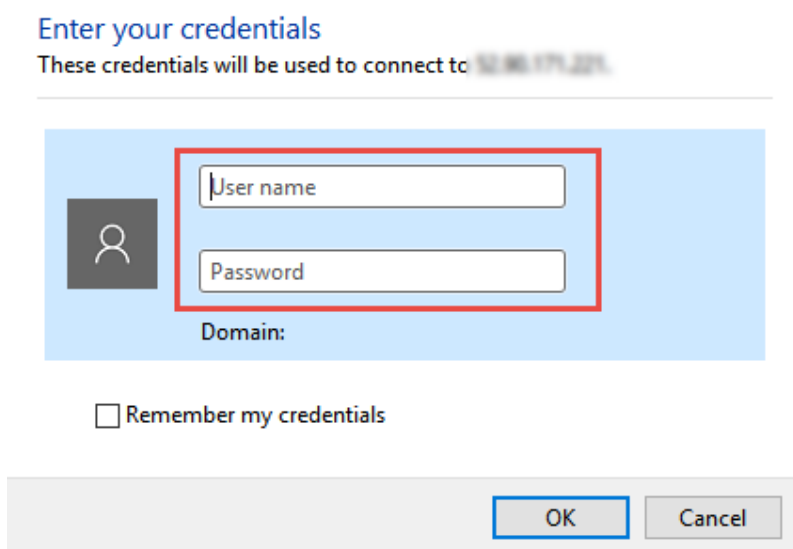 Enter your credentials
These credentials will be used to connect to
User name
Password
Domain:
Remember my credentials
OK
Cancel